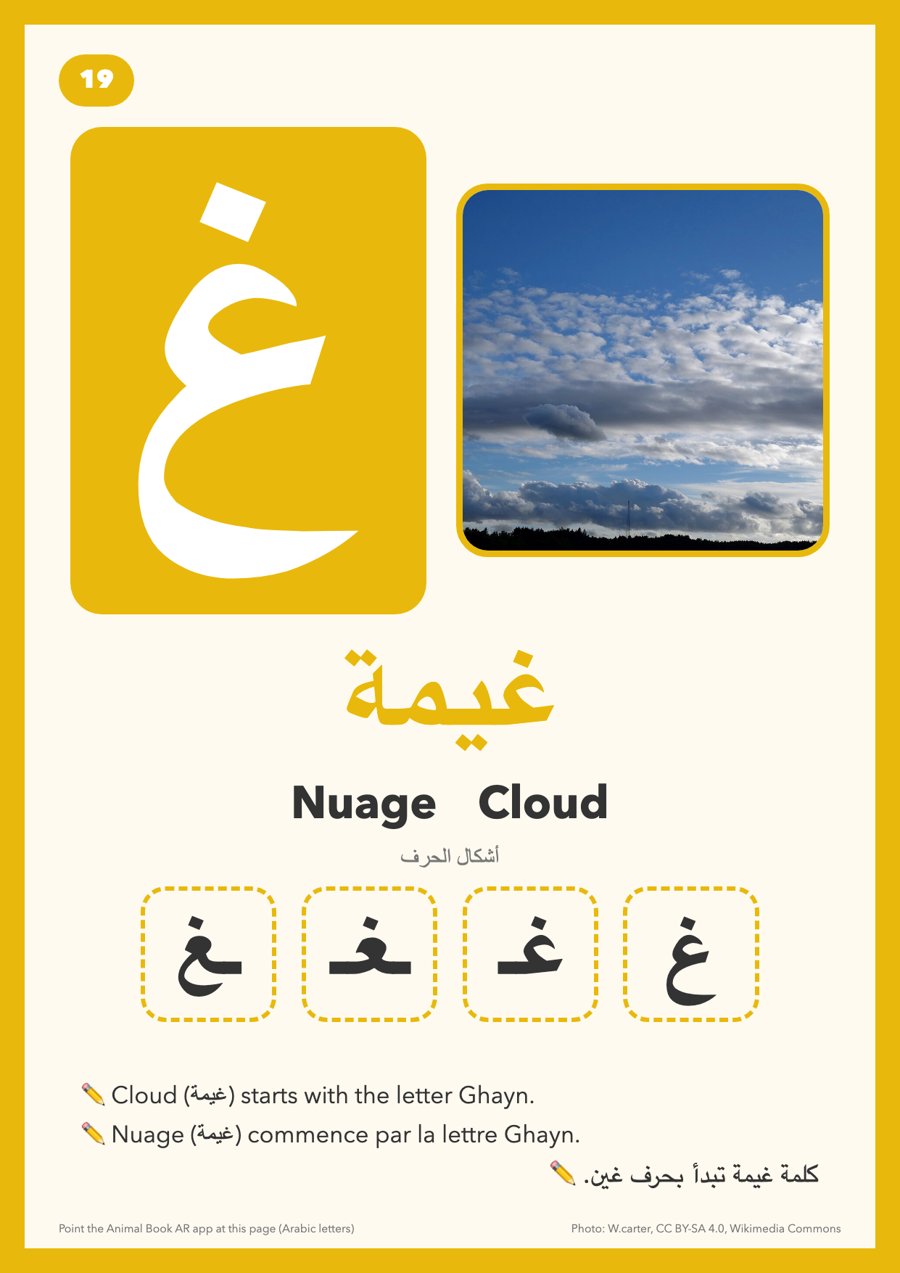 19
غ
غيمة
Nuage Cloud
أشكال الحرف
غ غـ ـغـ ـغ
✏️ Cloud (غيمة) starts with the letter Ghayn.
✏️ Nuage (غيمة) commence par la lettre Ghayn.
✏️ كلمة غيمة تبدأ بحرف غين.
Point the Animal Book AR app at this page (Arabic letters)
Photo: W.carter, CC BY-SA 4.0, Wikimedia Commons